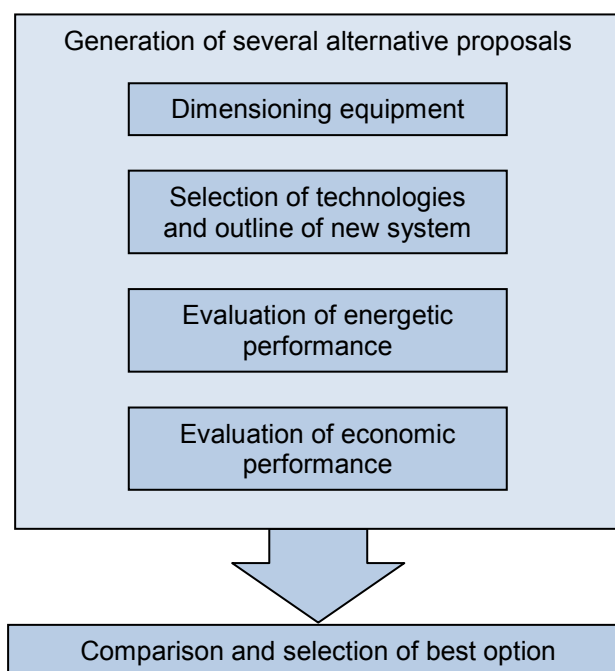 Generation of several alternative proposals
Dimensioning equipment
Selection of technologies
and outline of new system
Evaluation of energetic
performance
Evaluation of economic
performance
Comparison and selection of best option